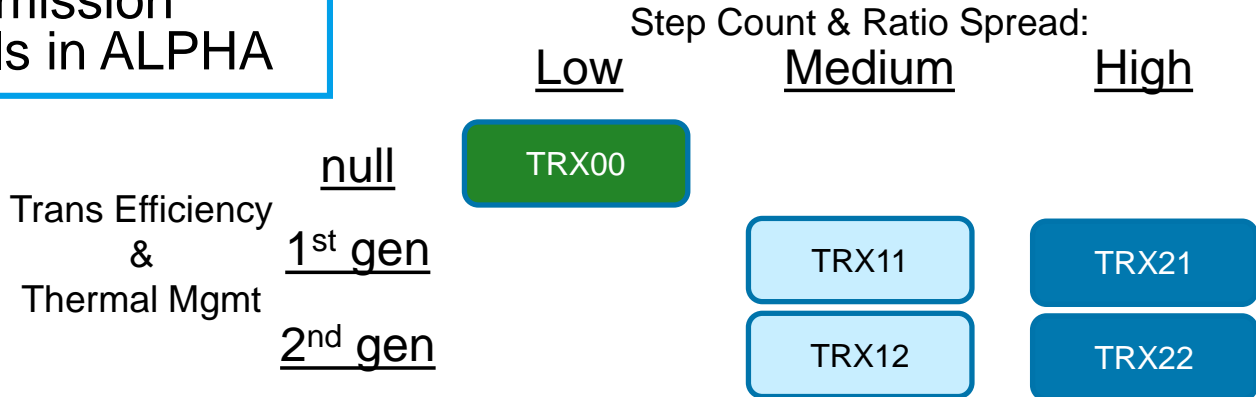 ls in ALPHA
Step Count & Ratio Spread:
Low Medium High
null TRX00
Trans Efficiency
&
Thermal Mgmt
1st gen TRX11 TRX21
2nd gen TRX12 TRX22